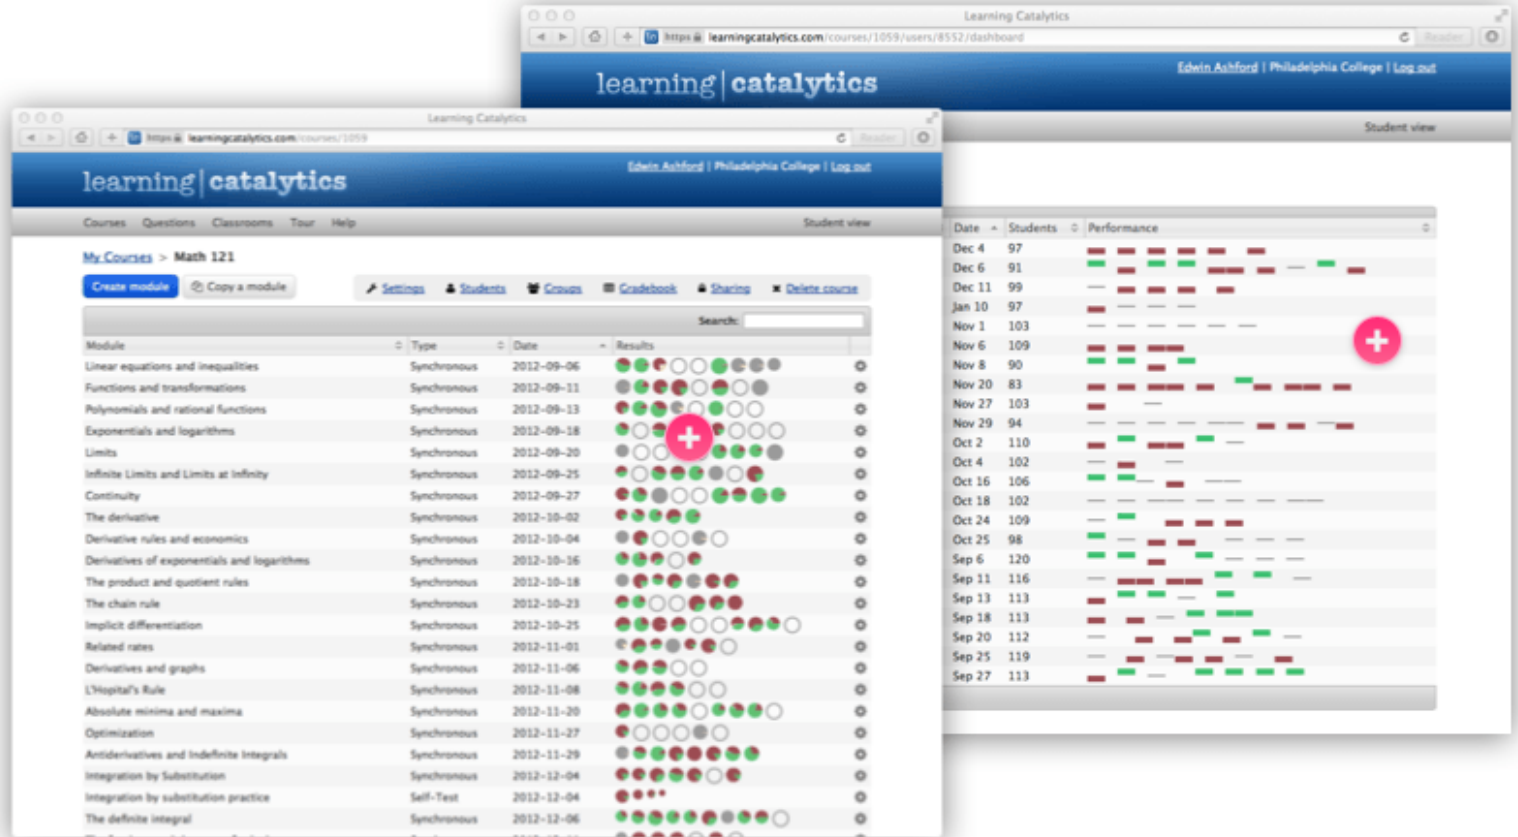 Learning Catalytics
https learningcatalytics.com/courses/1059/users/8552/dashboard
Reader
learning|catalytics
Edwin Ashford | Philadelphia College | Log out
Student view
Date Students Performance
Dec 4 97
Dec 6 91
Dec 11 99
Jan 10 97
Nov 1 103
Nov 6 109
Nov 8 90
Nov 20 83
Nov 27 103
Nov 29 94
Oct 2 110
Oct 4 102
Oct 16 106
Oct 18 102
Oct 24 109
Oct 25 98
Sep 6 120
Sep 11 116
Sep 13 113
Sep 18 113
Sep 20 112
Sep 25 119
Sep 27 113
Learning Catalytics
https learningcatalytics.com/courses/1059
Reader
learning|catalytics
Edwin Ashford | Philadelphia College | Log out
Courses Questions Classrooms Tour Help Student view
My Courses > Math 121
Create module Copy a module Settings Students Groups Gradebook Sharing Delete course
Search:
Module Type Date Results
Linear equations and inequalities Synchronous 2012-09-06
Functions and transformations Synchronous 2012-09-11
Polynomials and rational functions Synchronous 2012-09-13
Exponentials and logarithms Synchronous 2012-09-18
Limits Synchronous 2012-09-20
Infinite Limits and Limits at Infinity Synchronous 2012-09-25
Continuity Synchronous 2012-09-27
The derivative Synchronous 2012-10-02
Derivative rules and economics Synchronous 2012-10-04
Derivatives of exponentials and logarithms Synchronous 2012-10-16
The product and quotient rules Synchronous 2012-10-18
The chain rule Synchronous 2012-10-23
Implicit differentiation Synchronous 2012-10-25
Related rates Synchronous 2012-11-01
Derivatives and graphs Synchronous 2012-11-06
L'Hopital's Rule Synchronous 2012-11-08
Absolute minima and maxima Synchronous 2012-11-20
Optimization Synchronous 2012-11-27
Antiderivatives and Indefinite Integrals Synchronous 2012-11-29
Integration by Substitution Synchronous 2012-12-04
Integration by substitution practice Self-Test 2012-12-04
The definite integral Synchronous 2012-12-06